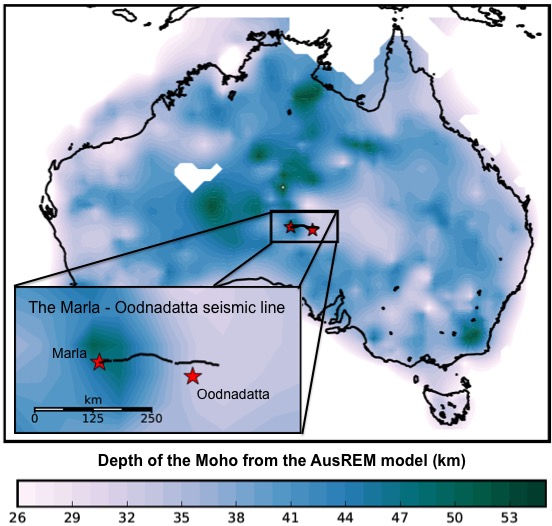 The Marla - Oodnadatta seismic line
Marla
Oodnadatta
km
0 125 250
Depth of the Moho from the AusREM model (km)
26 29 32 35 38 41 44 47 50 53